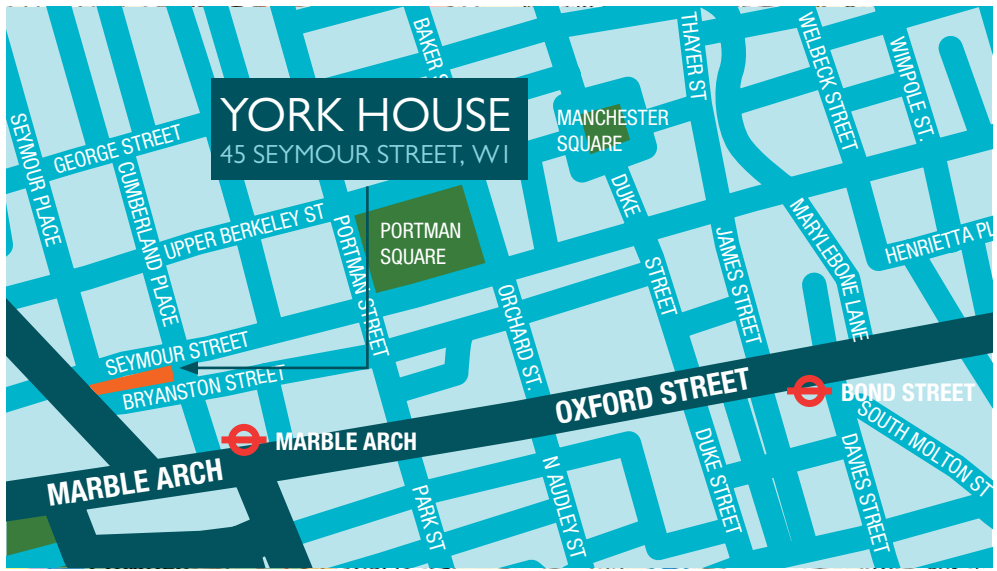 YORK HOUSE
45 SEYMOUR STREET, W1
BAKER
THAYER ST
WELBECK STREET
WIMPOLE ST.
MANCHESTER
SQUARE
SEYMOUR PLACE
GEORGE STREET
CUMBERLAND PLACE
UPPER BERKELEY ST
PORTMAN STREET
PORTMAN
SQUARE
DUKE
STREET
JAMES STREET
MARYLEBONE LANE
HENRIETTA PL
ORCHARD ST.
SEYMOUR STREET
BRYANSTON STREET
OXFORD STREET
BOND STREET
MARBLE ARCH
MARBLE ARCH
SOUTH MOLTON ST
PARK ST
N AUDLEY ST
DUKE STREET
DAVIES STREET